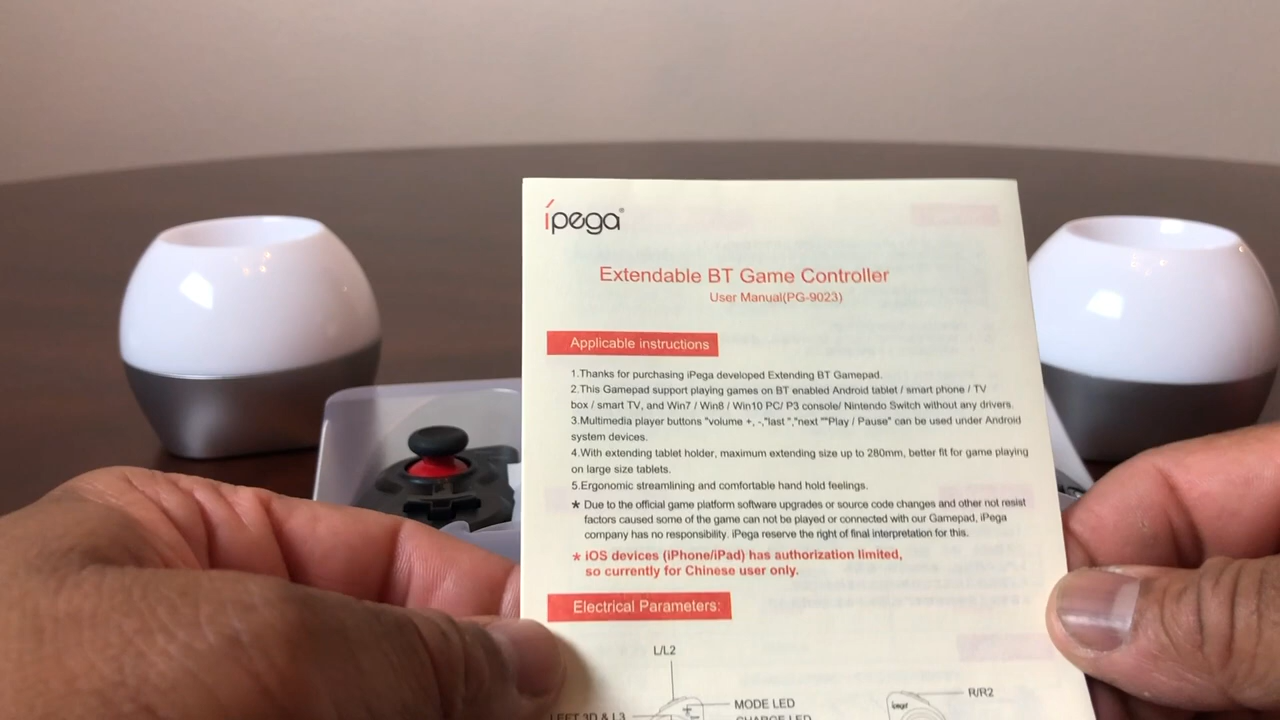 ipega®
Extendable BT Game Controller
User Manual(PG-9023)
Applicable instructions
1.Thanks for purchasing iPega developed Extending BT Gamepad.
2.This Gamepad support playing games on BT enabled Android tablet / smart phone / TV
box / smart TV, and Win7 / Win8 / Win10 PC/ P3 console/ Nintendo Switch without any drivers.
3.Multimedia player buttons "volume +, -,"last ","next ""Play / Pause" can be used under Android
system devices.
4.With extending tablet holder, maximum extending size up to 280mm, better fit for game playing
on large size tablets.
5.Ergonomic streamlining and comfortable hand hold feelings.
* Due to the official game platform software upgrades or source code changes and other not resist
factors caused some of the game can not be played or connected with our Gamepad, iPega
company has no responsibility. iPega reserve the right of final interpretation for this.
* iOS devices (iPhone/iPad) has authorization limited,
so currently for Chinese user only.
Electrical Parameters:
L/L2
R/R2
ipega
MODE LED
LEFT 3D & L3
CHARGE LED